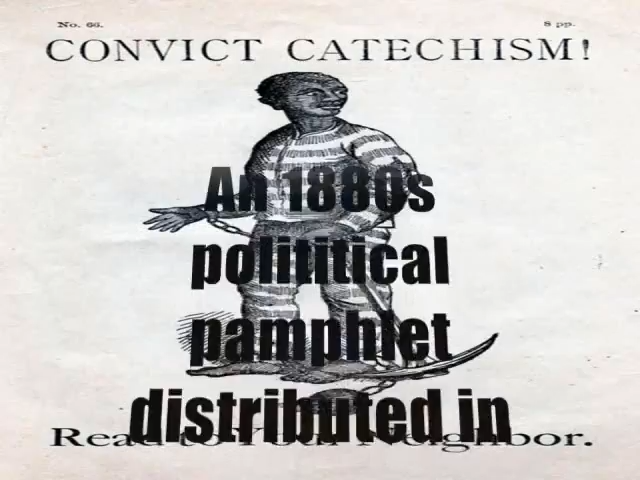 No. 66. 8 pp.
CONVICT CATECHISM!
An 1880s
polititical
pamphlet
distributed in
Read to Your Neighbor.